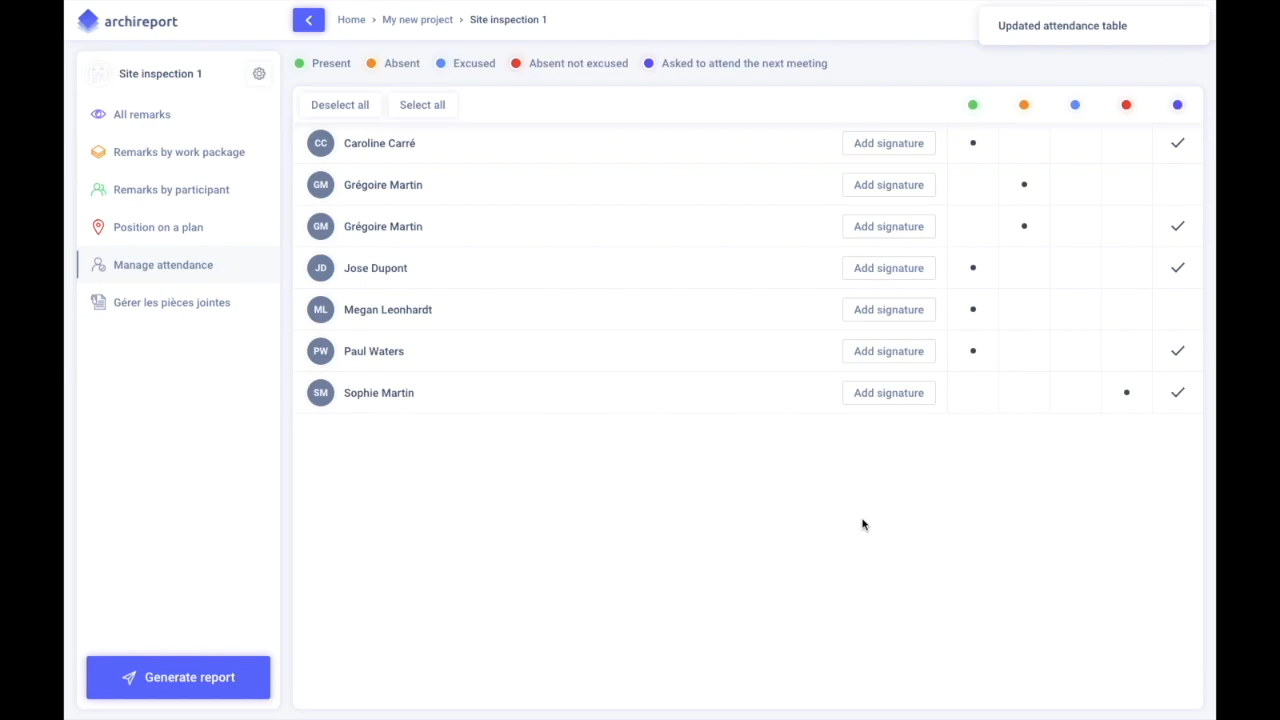 archireport
Home › My new project › Site inspection 1
Updated attendance table
Site inspection 1
All remarks
Remarks by work package
Remarks by participant
Position on a plan
Manage attendance
Gérer les pièces jointes
Generate report
Present Absent Excused Absent not excused Asked to attend the next meeting
Deselect all Select all
CC Caroline Carré Add signature
GM Grégoire Martin Add signature
GM Grégoire Martin Add signature
JD Jose Dupont Add signature
ML Megan Leonhardt Add signature
PW Paul Waters Add signature
SM Sophie Martin Add signature